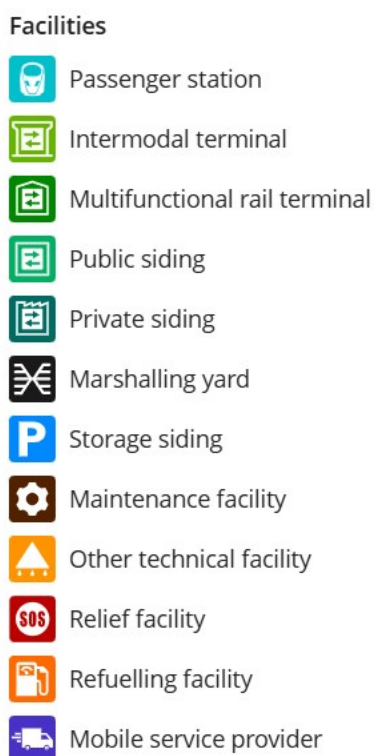 Facilities
Passenger station
Intermodal terminal
Multifunctional rail terminal
Public siding
Private siding
Marshalling yard
P Storage siding
Maintenance facility
Other technical facility
SOS Relief facility
Refuelling facility
Mobile service provider